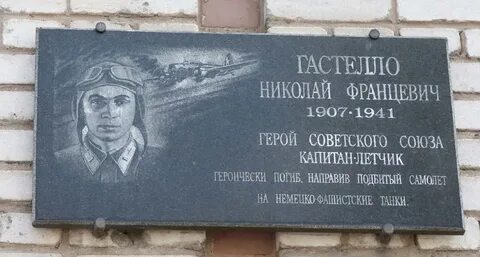 ГАСТЕЛЛО
НИКОЛАЙ ФРАНЦЕВИЧ
1907-1941
ГЕРОЙ СОВЕТСКОГО СОЮЗА
КАПИТАН-ЛЕТЧИК
ГЕРОИЧЕСКИ ПОГИБ, НАПРАВИВ ПОДБИТЫЙ САМОЛЕТ
НА НЕМЕЦКО-ФАШИСТСКИЕ ТАНКИ.